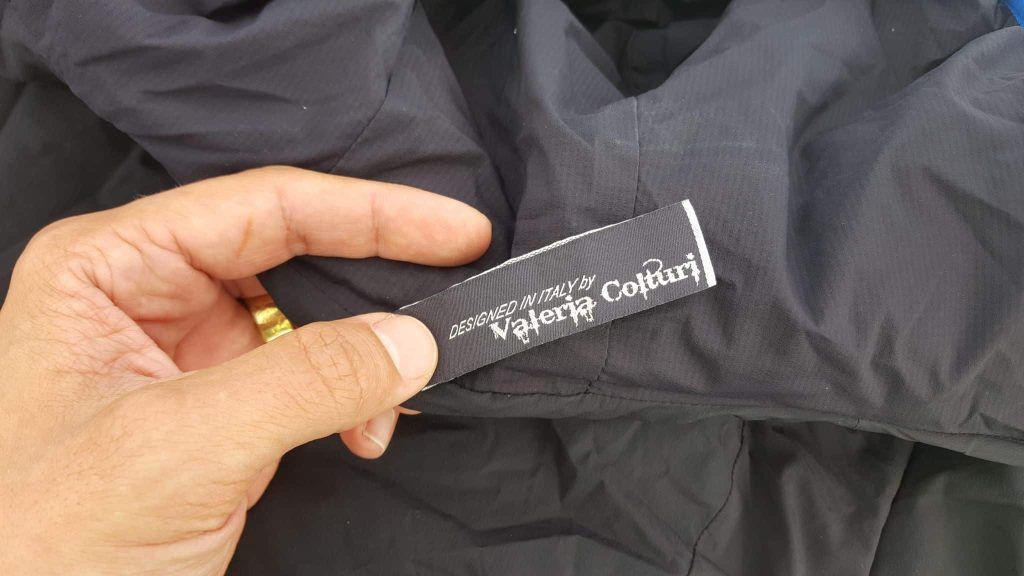 DESIGNED IN ITALY by
Valeria Colturi